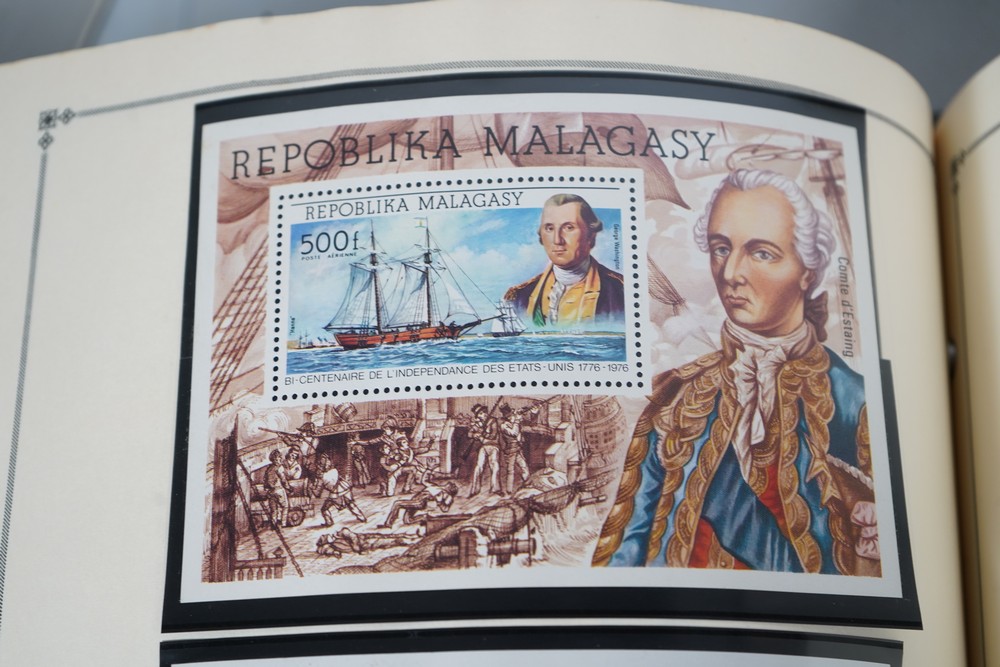 REPOBLIKA MALAGASY
REPOBLIKA MALAGASY
500f
POSTE AÉRIENNE
George Washington
BI-CENTENAIRE DE L'INDEPENDANCE DES ETATS-UNIS 1776-1976
Comte d'Estaing